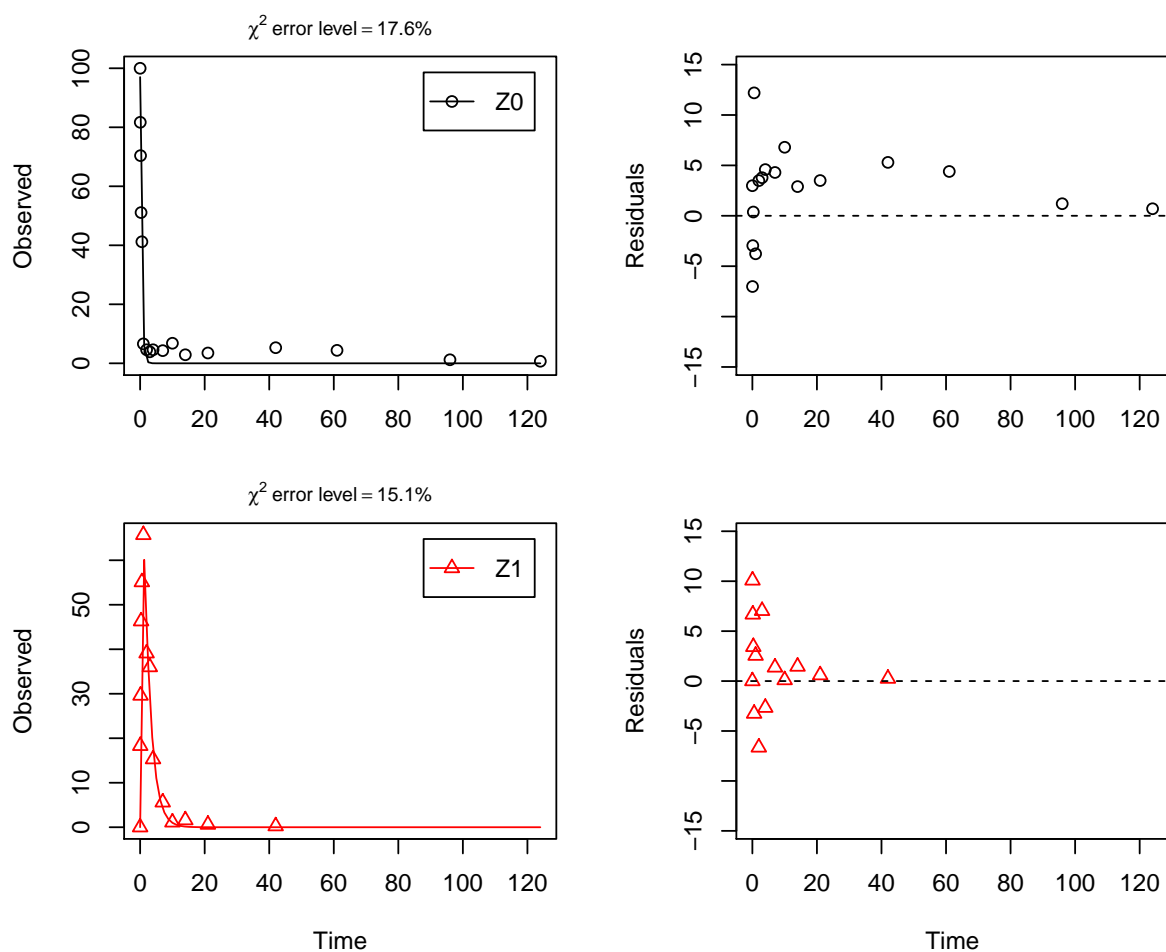 χ² error level = 17.6%
Observed
0 20 40 60 80 100
Z0
0 20 40 60 80 100 120
Residuals
−15 −5 0 5 10 15
0 20 40 60 80 100 120
χ² error level = 15.1%
Observed
0 10 30 50
Z1
0 20 40 60 80 100 120
Time
Residuals
−15 −5 0 5 10 15
0 20 40 60 80 100 120
Time